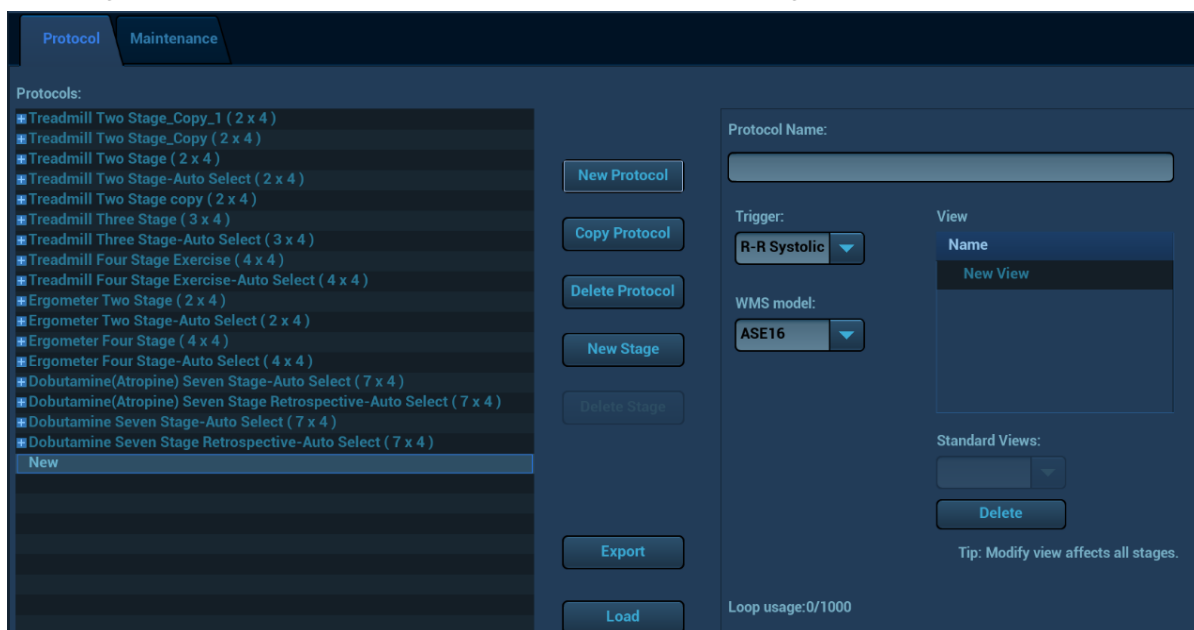 Protocol
Maintenance
Protocols:
Treadmill Two Stage_Copy_1 ( 2 x 4 )
Treadmill Two Stage_Copy ( 2 x 4 )
Treadmill Two Stage ( 2 x 4 )
Treadmill Two Stage-Auto Select ( 2 x 4 )
Treadmill Two Stage copy ( 2 x 4 )
Treadmill Three Stage ( 3 x 4 )
Treadmill Three Stage-Auto Select ( 3 x 4 )
Treadmill Four Stage Exercise ( 4 x 4 )
Treadmill Four Stage Exercise-Auto Select ( 4 x 4 )
Ergometer Two Stage ( 2 x 4 )
Ergometer Two Stage-Auto Select ( 2 x 4 )
Ergometer Four Stage ( 4 x 4 )
Ergometer Four Stage-Auto Select ( 4 x 4 )
Dobutamine(Atropine) Seven Stage-Auto Select ( 7 x 4 )
Dobutamine(Atropine) Seven Stage Retrospective-Auto Select ( 7 x 4 )
Dobutamine Seven Stage-Auto Select ( 7 x 4 )
Dobutamine Seven Stage Retrospective-Auto Select ( 7 x 4 )
New
New Protocol
Copy Protocol
Delete Protocol
New Stage
Delete Stage
Export
Load
Protocol Name:
Trigger:
R-R Systolic
WMS model:
ASE16
View
Name
New View
Standard Views:
Delete
Tip: Modify view affects all stages.
Loop usage:0/1000